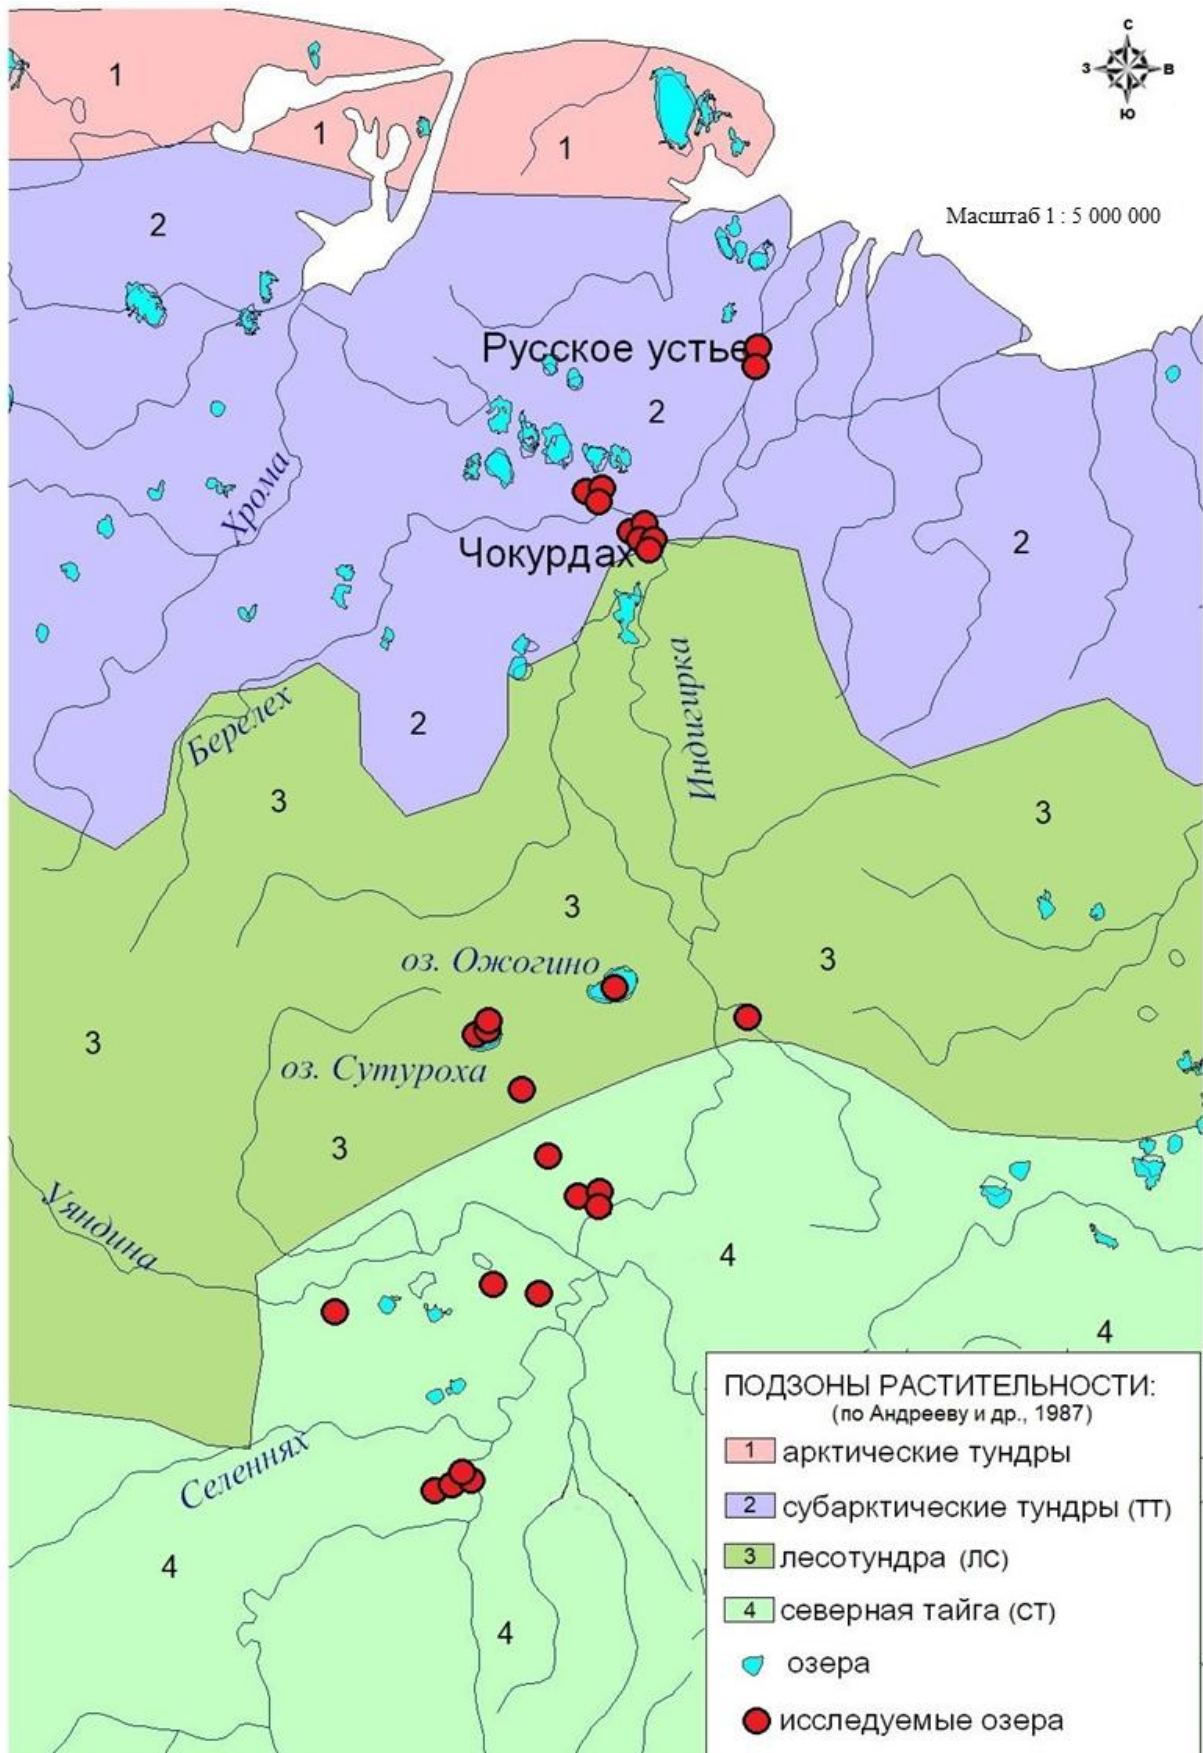 С
З В
Ю
1
1
1
Масштаб 1 : 5 000 000
2
Русское устье
2
Хрома
2
Чокурдах
Индигирка
Берелех
2
3
3
3
оз. Ожогино
3
3
оз. Сутуроха
3
Уяндина
4
4
Селеннях
4
4
ПОДЗОНЫ РАСТИТЕЛЬНОСТИ:
(по Андрееву и др., 1987)
1 арктические тундры
2 субарктические тундры (ТТ)
3 лесотундра (ЛС)
4 северная тайга (СТ)
озера
исследуемые озера